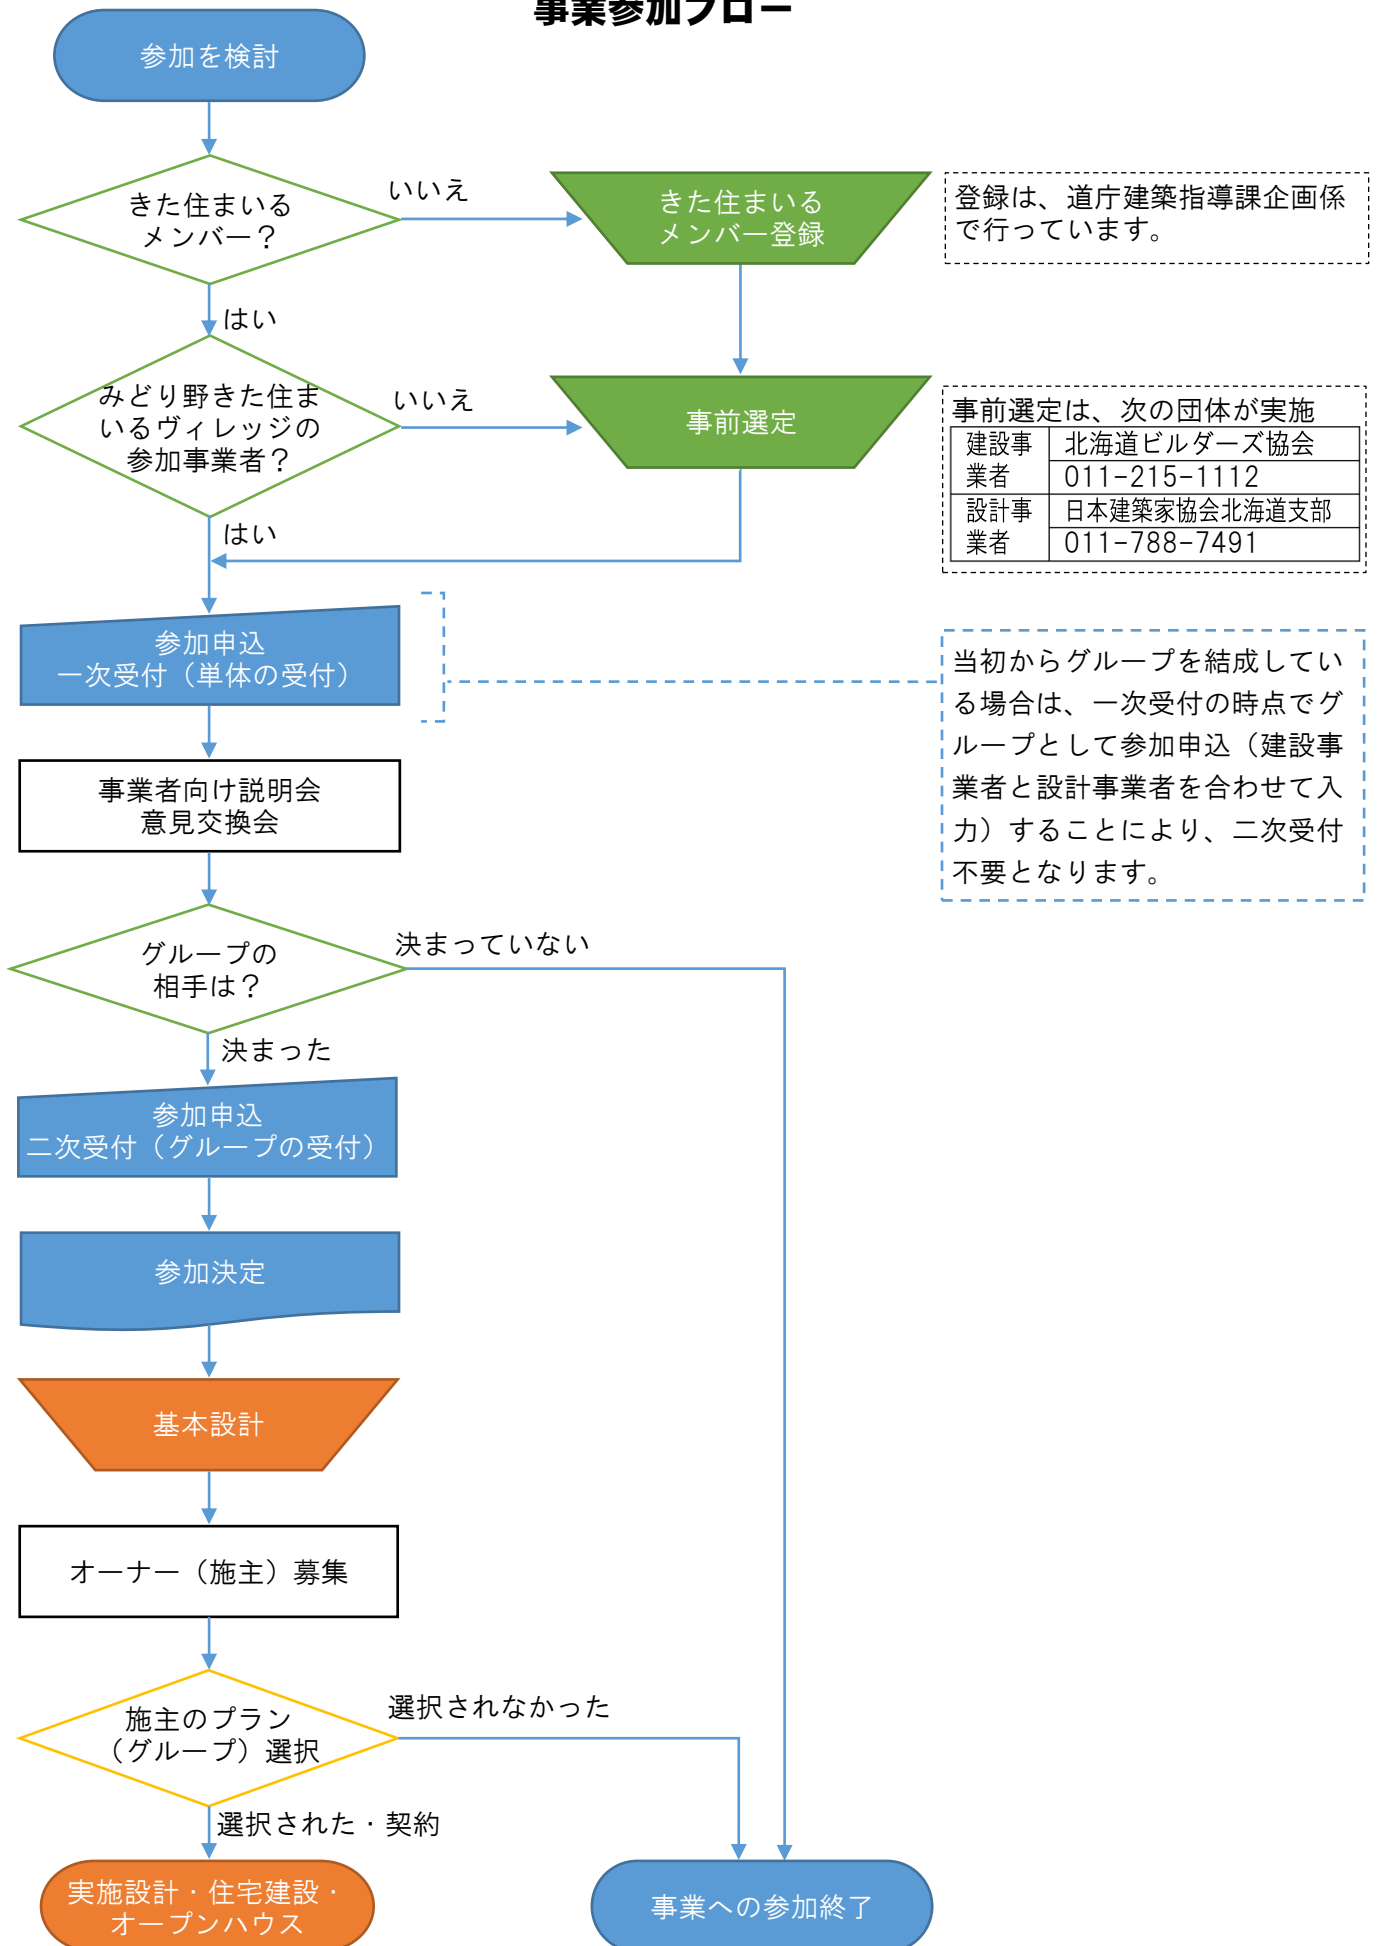 事業参加フロー
参加を検討
きた住まいる
メンバー？
いいえ
きた住まいる
メンバー登録
登録は、道庁建築指導課企画係
で行っています。
はい
みどり野きた住ま
いるヴィレッジの
参加事業者？
いいえ
事前選定
事前選定は、次の団体が実施
建設事
業者
北海道ビルダーズ協会
011-215-1112
設計事
業者
日本建築家協会北海道支部
011-788-7491
はい
参加申込
一次受付（単体の受付）
当初からグループを結成してい
る場合は、一次受付の時点でグ
ループとして参加申込（建設事
業者と設計事業者を合わせて入
力）することにより、二次受付
不要となります。
事業者向け説明会
意見交換会
グループの
相手は？
決まっていない
決まった
参加申込
二次受付（グループの受付）
参加決定
基本設計
オーナー（施主）募集
施主のプラン
（グループ）選択
選択されなかった
選択された・契約
実施設計・住宅建設・
オープンハウス
事業への参加終了